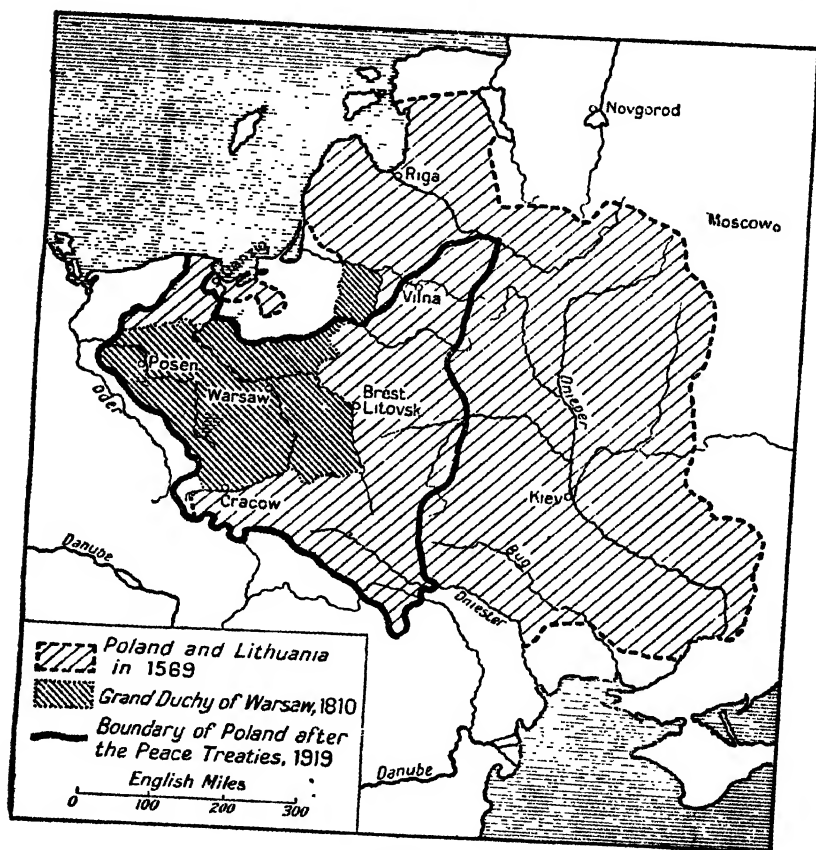 Novgorod
Riga
Moscow
Danzig
Vilna
Posen
Oder
Warsaw
Brest
Litovsk
Dnieper
Cracow
Kiev
Danube
Bug
Dniester
Poland and Lithuania
in 1569
Grand Duchy of Warsaw, 1810
Boundary of Poland after
the Peace Treaties, 1919
English Miles
0 100 200 300
Danube